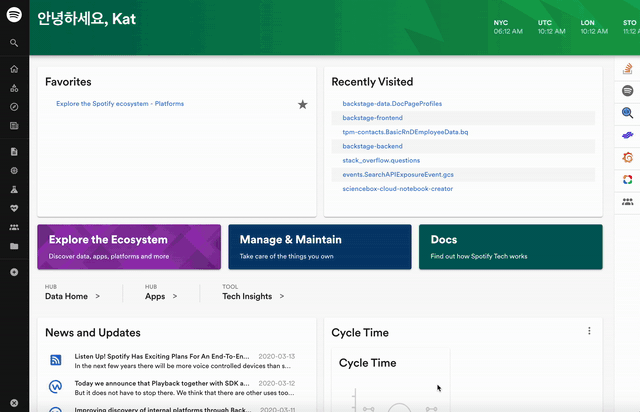 안녕하세요, Kat
NYC UTC LON STO
06:12 AM 10:12 AM 10:12 AM 11:12 A
Favorites
Explore the Spotify ecosystem - Platforms
Recently Visited
backstage-data.DocPageProfiles
backstage-frontend
tpm-contacts.BasicRnDEmployeeData.bq
backstage-backend
stack_overflow.questions
events.SearchAPIExposureEvent.gcs
sciencebox-cloud-notebook-creator
Explore the Ecosystem
Discover data, apps, platforms and more
Manage & Maintain
Take care of the things you own
Docs
Find out how Spotify Tech works
HUB
Data Home >
HUB
Apps >
TOOL
Tech Insights >
News and Updates
Listen Up! Spotify Has Exciting Plans For An End-To-En... 2020-03-13
In the next few years there will be more voice controlled devices than s...
Today we announce that Playback together with SDK a... 2020-03-12
But it does not have to stop there. We think that there are other uses too...
Improving discovery of internal platforms through Back... 2020-03-11
Cycle Time
Cycle Time